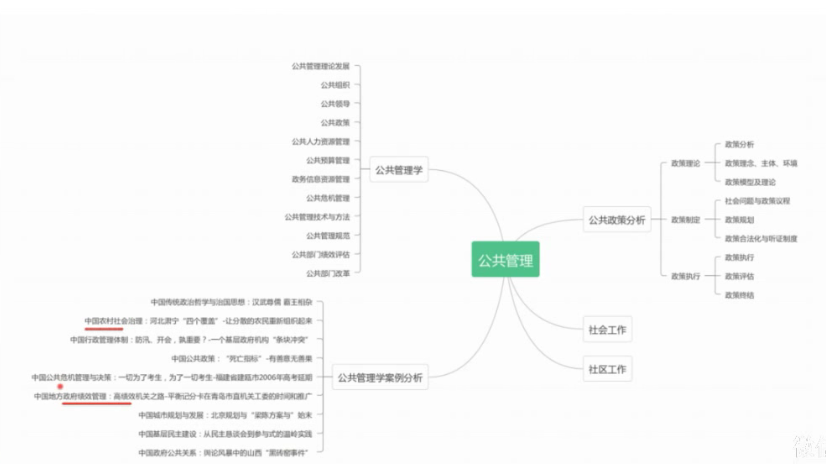 公共管理
公共管理学
公共管理理论发展
公共组织
公共领导
公共政策
公共人力资源管理
公共预算管理
政务信息资源管理
公共危机管理
公共管理技术与方法
公共管理规范
公共部门绩效评估
公共部门改革
公共管理学案例分析
中国传统政治哲学与治国思想：汉武尊儒 霸王相杂
中国农村社会治理：河北肃宁“四个覆盖”-让分散的农民重新组织起来
中国行政管理体制：防汛、开会，孰重要？-一个基层政府机构“条块冲突”
中国公共政策：“死亡指标”-有善意无善果
中国公共危机管理与决策：一切为了考生，为了一切考生-福建省建瓯市2006年高考延期
中国地方政府绩效管理：高绩效机关之路-平衡记分卡在青岛市直机关工委的时间和推广
中国城市规划与发展：北京规划与“梁陈方案与”始末
中国基层民主建设：从民主恳谈会到参与式的温岭实践
中国政府公共关系：舆论风暴中的山西“黑砖窑事件”
公共政策分析
政策理论
政策分析
政策理念、主体、环境
政策模型及理论
政策制定
社会问题与政策议程
政策规划
政策合法化与听证制度
政策执行
政策执行
政策评估
政策终结
社会工作
社区工作